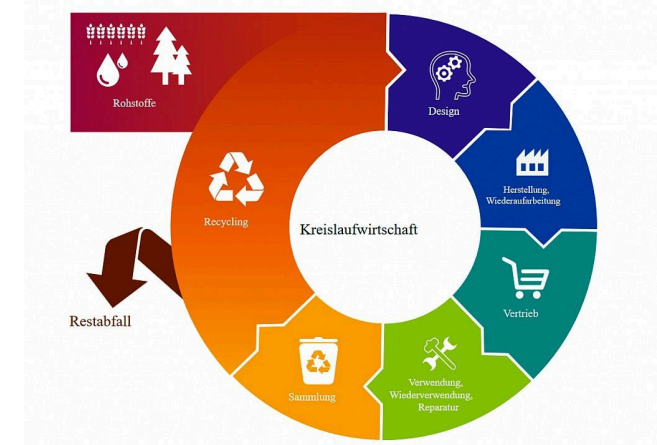 Rohstoffe
Design
Herstellung,
Wiederaufarbeitung
Recycling
Kreislaufwirtschaft
Vertrieb
Restabfall
Verwendung,
Wiederverwendung,
Reparatur
Sammlung